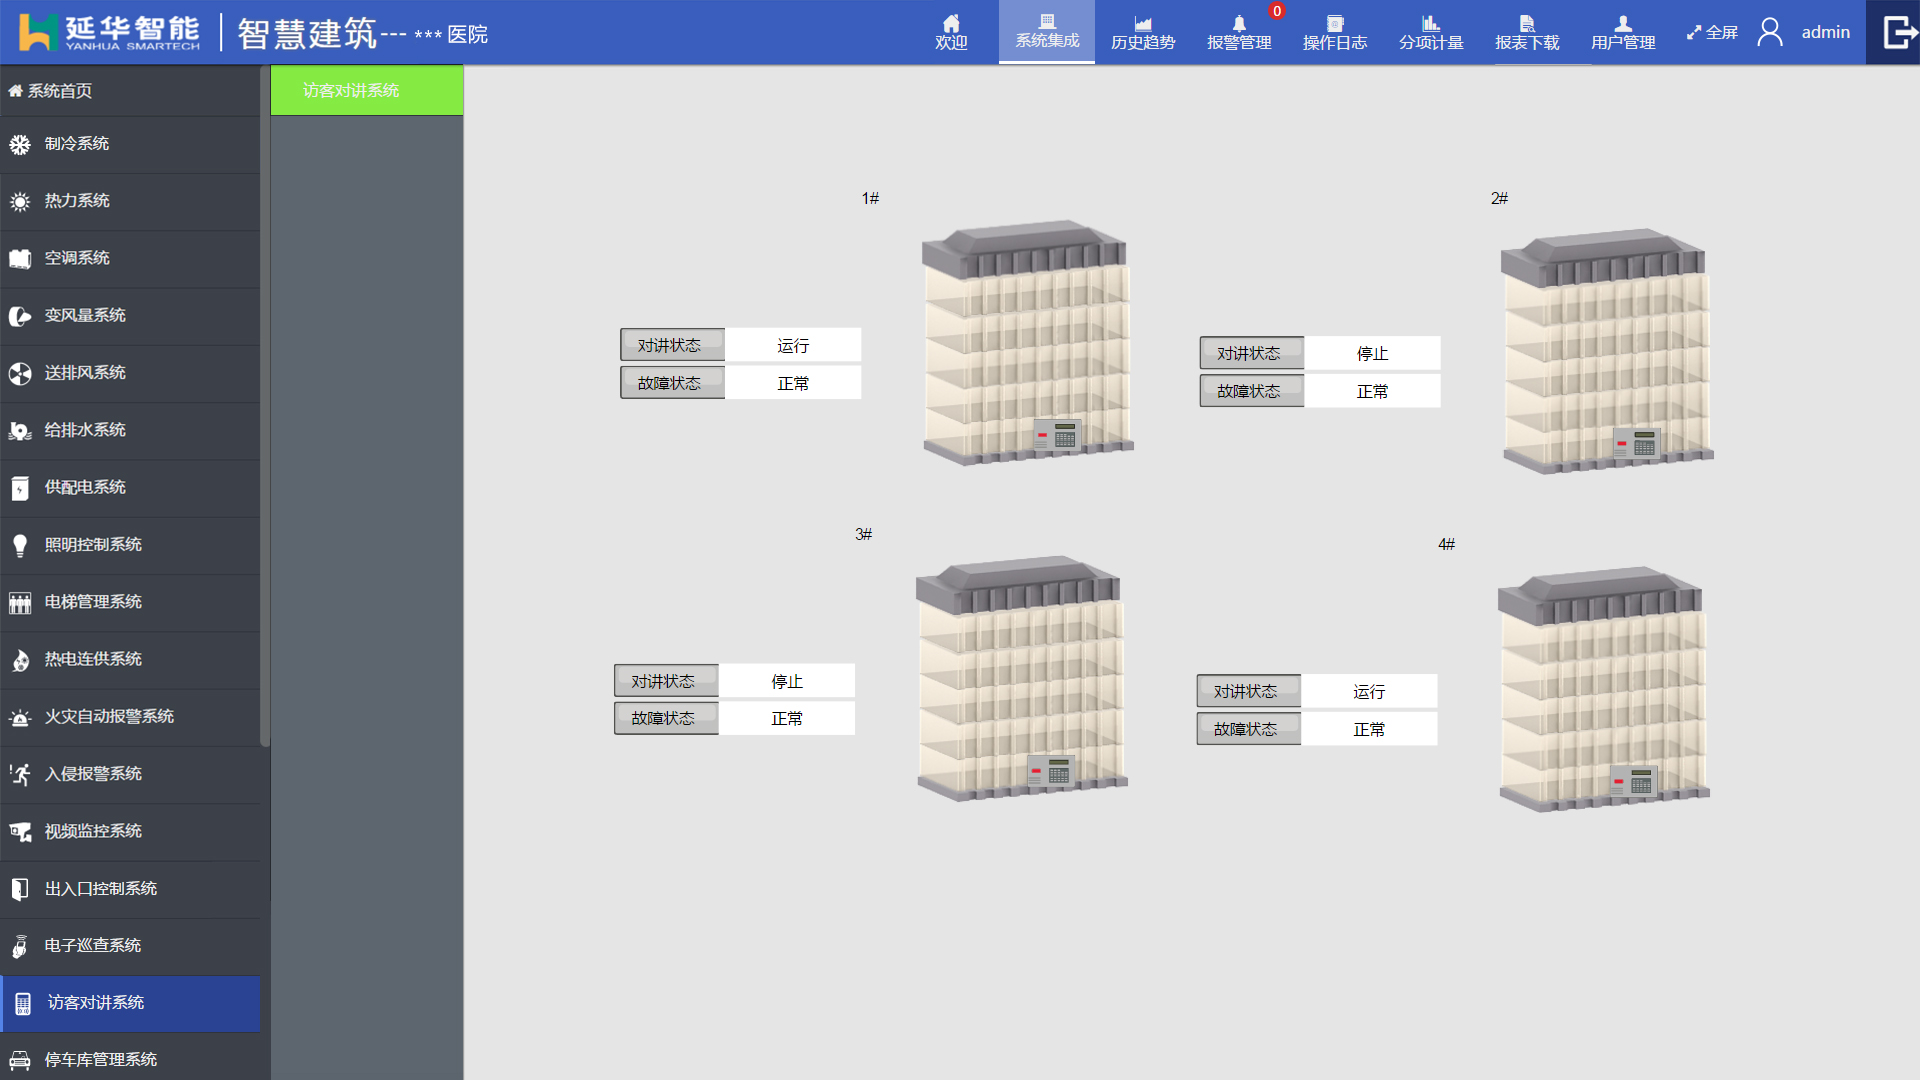 延华智能
YANHUA SMARTECH
智慧建筑--- *** 医院
欢迎
系统集成
历史趋势
0
报警管理
操作日志
分项计量
报表下载
用户管理
全屏
admin
系统首页
制冷系统
热力系统
空调系统
变风量系统
送排风系统
给排水系统
供配电系统
照明控制系统
电梯管理系统
热电连供系统
火灾自动报警系统
入侵报警系统
视频监控系统
出入口控制系统
电子巡查系统
访客对讲系统
停车库管理系统
访客对讲系统
1#
对讲状态 运行
故障状态 正常
2#
对讲状态 停止
故障状态 正常
3#
对讲状态 停止
故障状态 正常
4#
对讲状态 运行
故障状态 正常